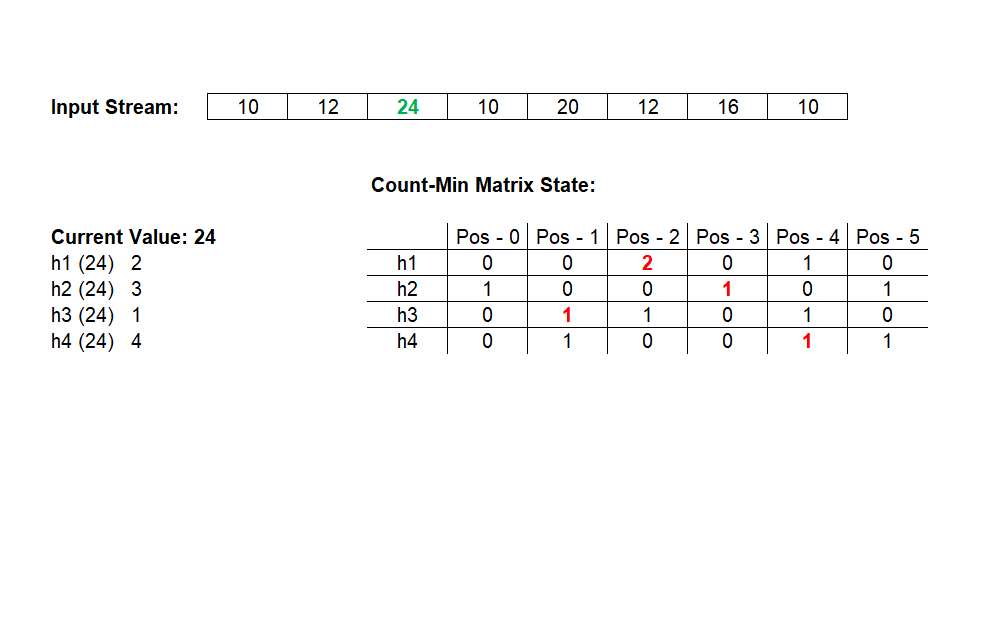 Input Stream: 10 12 24 10 20 12 16 10
Count-Min Matrix State:
Current Value: 24 Pos - 0 Pos - 1 Pos - 2 Pos - 3 Pos - 4 Pos - 5
h1 (24) 2 h1 0 0 2 0 1 0
h2 (24) 3 h2 1 0 0 1 0 1
h3 (24) 1 h3 0 1 1 0 1 0
h4 (24) 4 h4 0 1 0 0 1 1